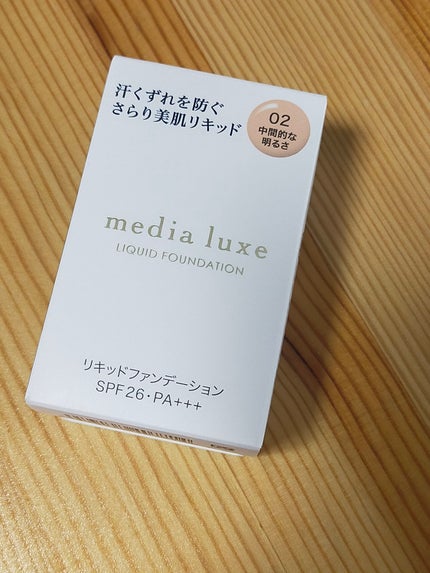 汗くずれを防ぐ
さらり美肌リキッド
02
中間的な
明るさ
media luxe
LIQUID FOUNDATION
リキッドファンデーション
SPF26・PA+++